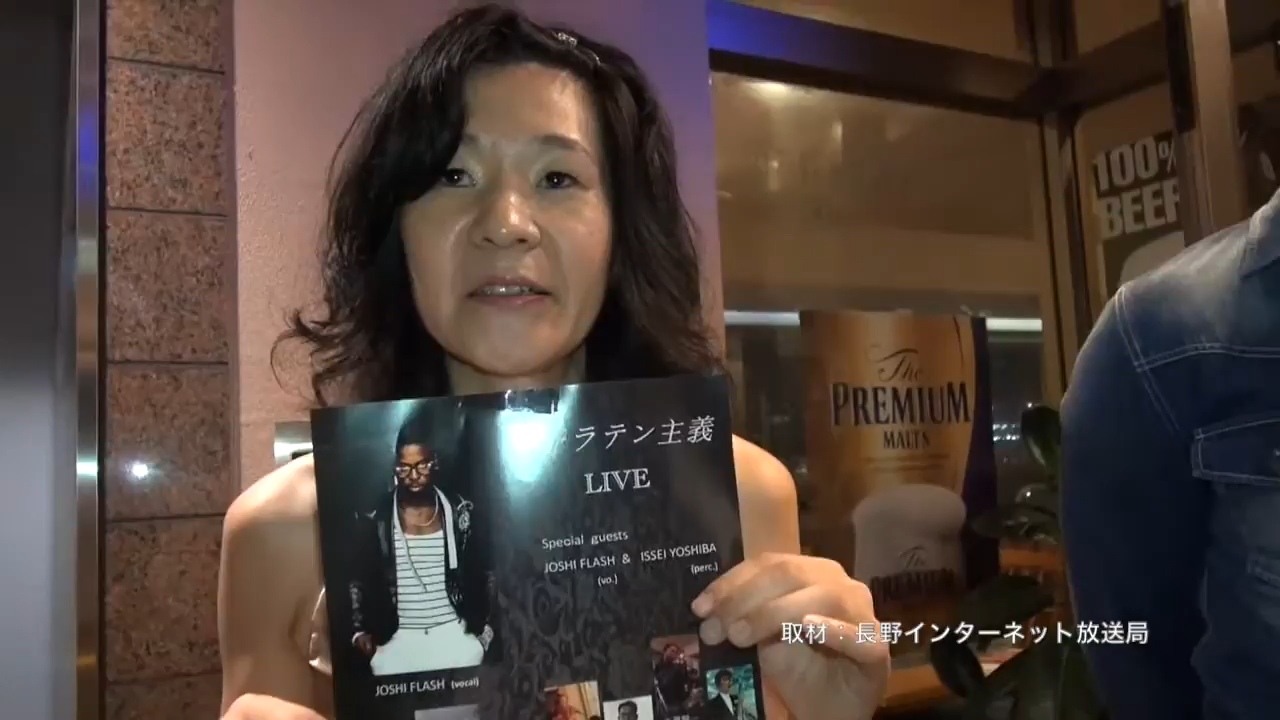 100%
BEEF
The
PREMIUM
MALT'S
ラテン主義
LIVE
Special guests
JOSHI FLASH & ISSEI YOSHIBA
(vo.) (perc.)
The
PREMIUM
JOSHI FLASH (vocal)
取材：長野インターネット放送局